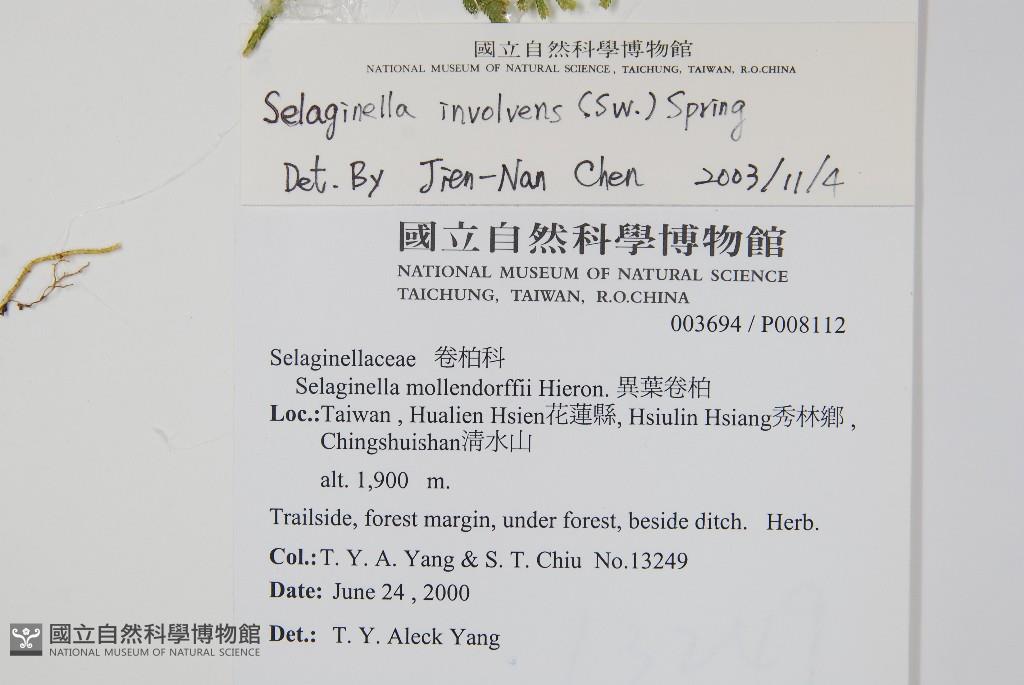 國立自然科學博物館
NATIONAL MUSEUM OF NATURAL SCIENCE, TAICHUNG, TAIWAN, R.O.CHINA
Selaginella involvens (Sw.) Spring
Det. By Jien-Nan Chen 2003/11/4
國立自然科學博物館
NATIONAL MUSEUM OF NATURAL SCIENCE
TAICHUNG, TAIWAN, R.O.CHINA
003694 / P008112
Selaginellaceae 卷柏科
Selaginella mollendorffii Hieron. 異葉卷柏
Loc.:Taiwan , Hualien Hsien花蓮縣, Hsiulin Hsiang秀林鄉 ,
Chingshuishan清水山
alt. 1,900 m.
Trailside, forest margin, under forest, beside ditch. Herb.
Col.:T. Y. A. Yang & S. T. Chiu No.13249
Date: June 24 , 2000
Det.: T. Y. Aleck Yang
國立自然科學博物館
NATIONAL MUSEUM OF NATURAL SCIENCE